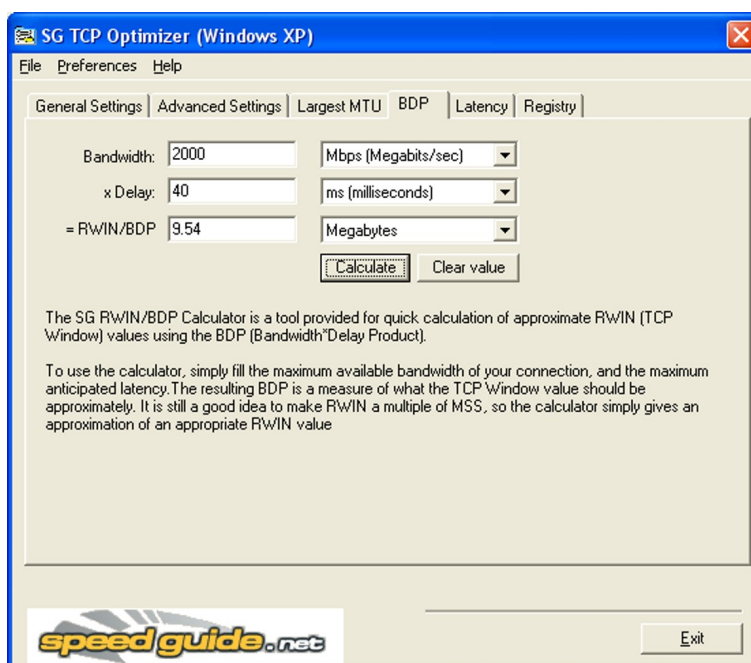 SG TCP Optimizer (Windows XP)
File Preferences Help
General Settings Advanced Settings Largest MTU BDP Latency Registry
Bandwidth: 2000 Mbps (Megabits/sec)
x Delay: 40 ms (milliseconds)
= RWIN/BDP 9.54 Megabytes
Calculate Clear value
The SG RWIN/BDP Calculator is a tool provided for quick calculation of approximate RWIN (TCP
Window) values using the BDP (Bandwidth*Delay Product).
To use the calculator, simply fill the maximum available bandwidth of your connection, and the maximum
anticipated latency.The resulting BDP is a measure of what the TCP Window value should be
approximately. It is still a good idea to make RWIN a multiple of MSS, so the calculator simply gives an
approximation of an appropriate RWIN value
speedguide.net
Exit